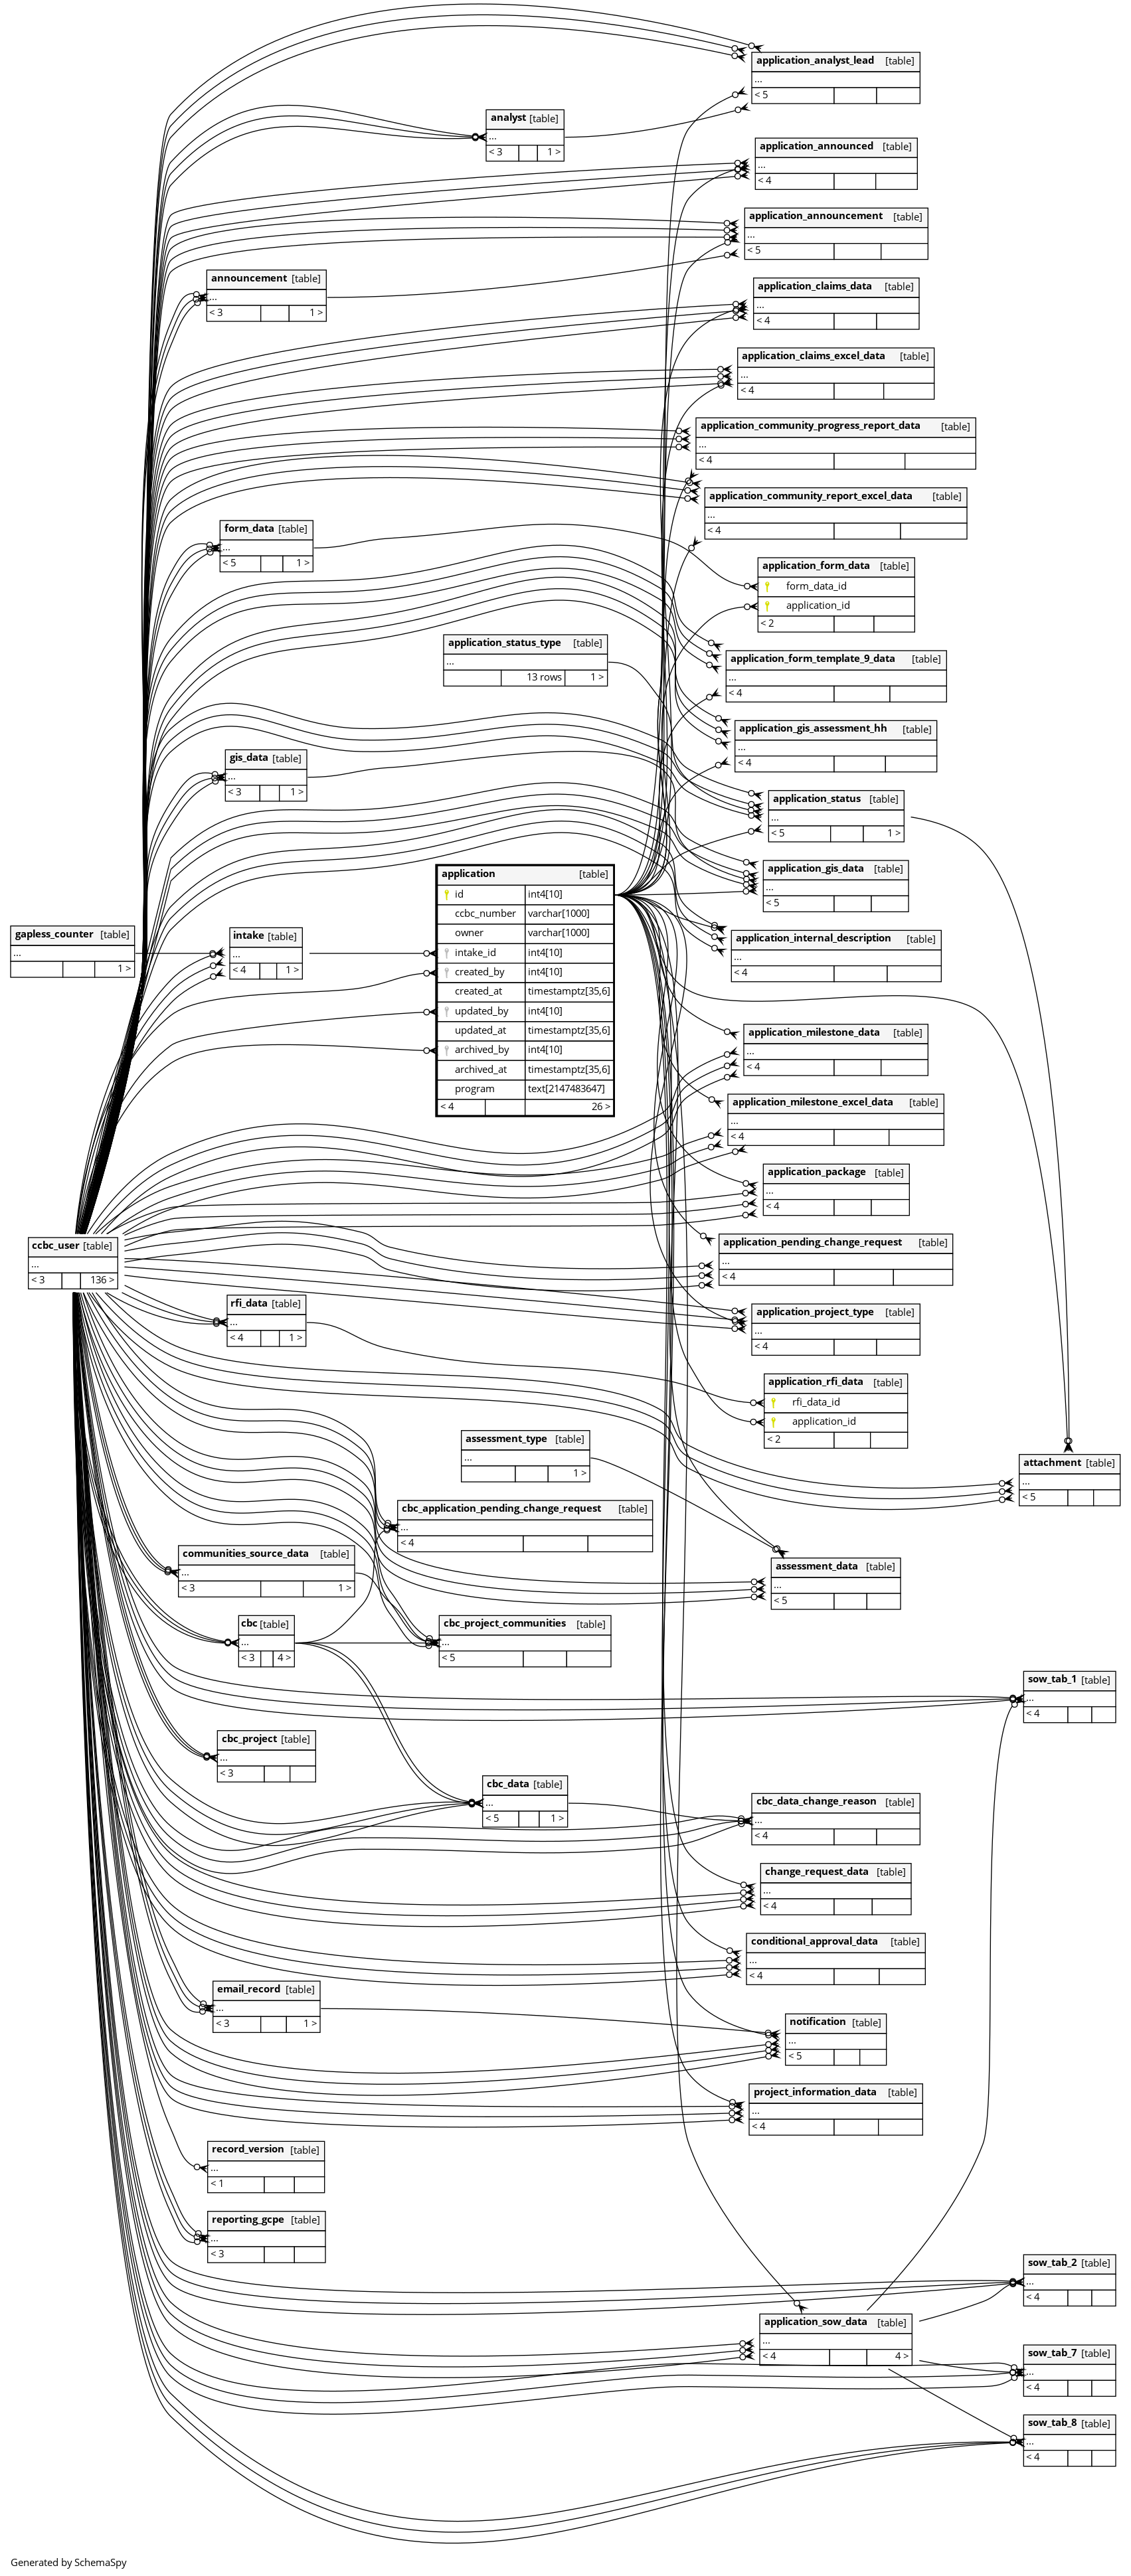 application_analyst_lead [table]
...
< 5
analyst [table]
...
< 3 1 >
application_announced [table]
...
< 4
application_announcement [table]
...
< 5
announcement [table]
...
< 3 1 >
application_claims_data [table]
...
< 4
application_claims_excel_data [table]
...
< 4
application_community_progress_report_data [table]
...
< 4
application_community_report_excel_data [table]
...
< 4
form_data [table]
...
< 5 1 >
application_form_data [table]
form_data_id
application_id
< 2
application_status_type [table]
...
13 rows 1 >
application_form_template_9_data [table]
...
< 4
application_gis_assessment_hh [table]
...
< 4
gis_data [table]
...
< 3 1 >
application_status [table]
...
< 5 1 >
application_gis_data [table]
...
< 5
application [table]
id int4[10]
ccbc_number varchar[1000]
owner varchar[1000]
intake_id int4[10]
created_by int4[10]
created_at timestamptz[35,6]
updated_by int4[10]
updated_at timestamptz[35,6]
archived_by int4[10]
archived_at timestamptz[35,6]
program text[2147483647]
< 4 26 >
gapless_counter [table]
...
1 >
intake [table]
...
< 4 1 >
application_internal_description [table]
...
< 4
application_milestone_data [table]
...
< 4
application_milestone_excel_data [table]
...
< 4
application_package [table]
...
< 4
ccbc_user [table]
...
< 3 136 >
application_pending_change_request [table]
...
< 4
rfi_data [table]
...
< 4 1 >
application_project_type [table]
...
< 4
application_rfi_data [table]
rfi_data_id
application_id
< 2
assessment_type [table]
...
1 >
attachment [table]
...
< 5
cbc_application_pending_change_request [table]
...
< 4
communities_source_data [table]
...
< 3 1 >
assessment_data [table]
...
< 5
cbc [table]
...
< 3 4 >
cbc_project_communities [table]
...
< 5
sow_tab_1 [table]
...
< 4
cbc_project [table]
...
< 3
cbc_data [table]
...
< 5 1 >
cbc_data_change_reason [table]
...
< 4
change_request_data [table]
...
< 4
conditional_approval_data [table]
...
< 4
email_record [table]
...
< 3 1 >
notification [table]
...
< 5
project_information_data [table]
...
< 4
record_version [table]
...
< 1
reporting_gcpe [table]
...
< 3
sow_tab_2 [table]
...
< 4
application_sow_data [table]
...
< 4 4 >
sow_tab_7 [table]
...
< 4
sow_tab_8 [table]
...
< 4
Generated by SchemaSpy